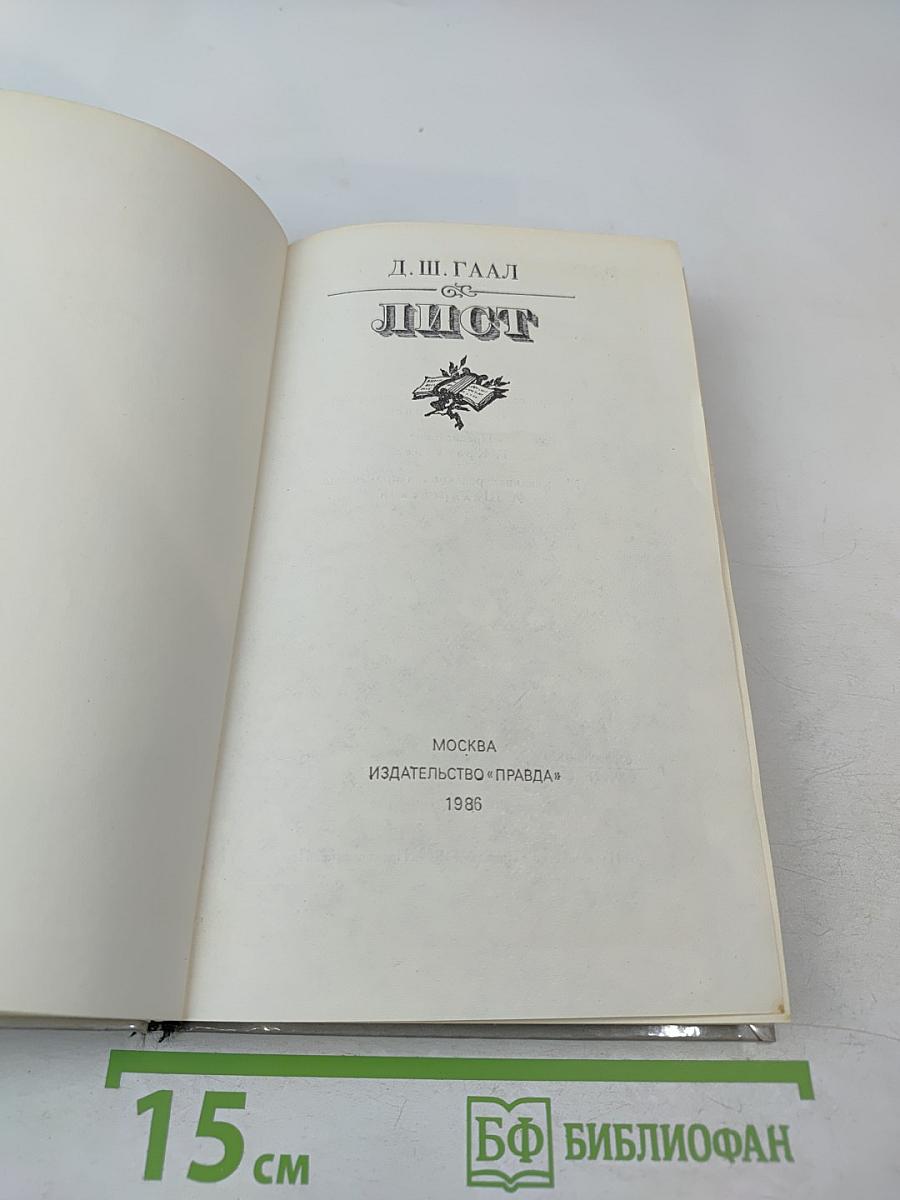 Д. Ш. ГААЛ
ЛИСТ
МОСКВА
ИЗДАТЕЛЬСТВО «ПРАВДА»
1986
15 см
БФ БИБЛИОФАН